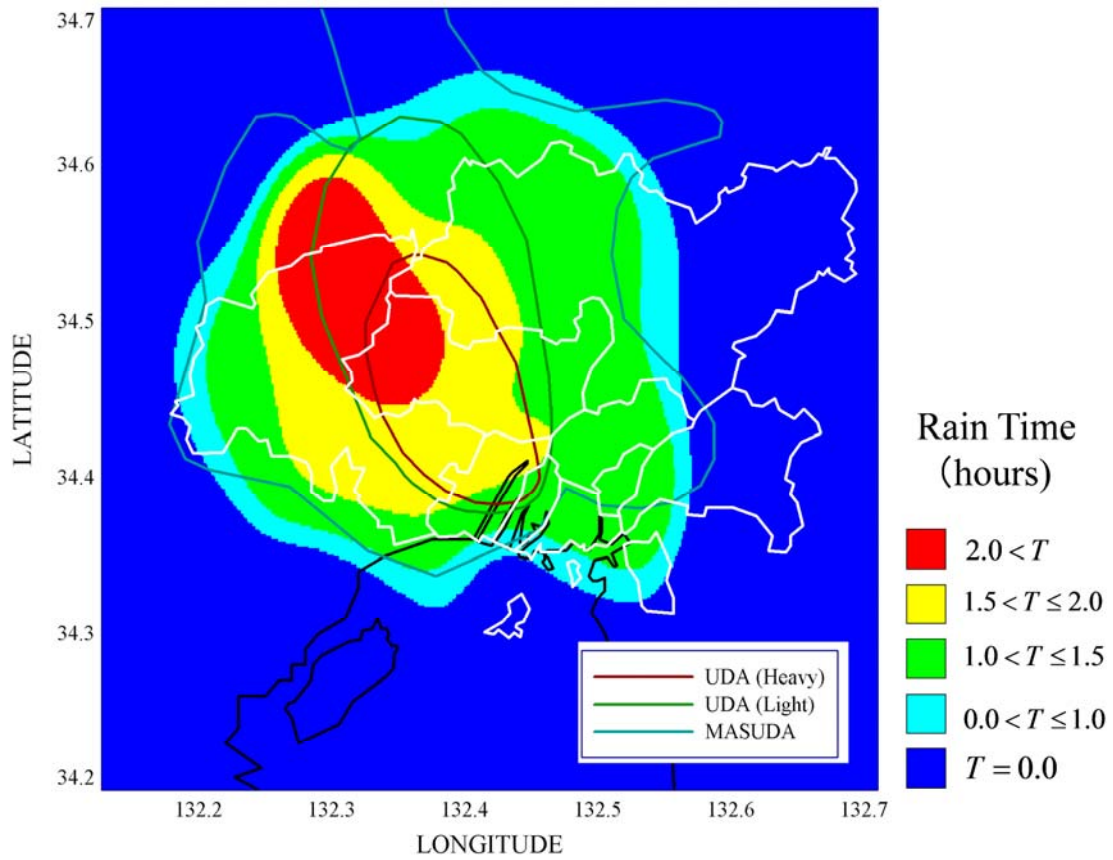 34.7
34.6
34.5
34.4
34.3
34.2
LATITUDE
132.2 132.3 132.4 132.5 132.6 132.7
LONGITUDE
UDA (Heavy)
UDA (Light)
MASUDA
Rain Time
(hours)
2.0 < T
1.5 < T ≤ 2.0
1.0 < T ≤ 1.5
0.0 < T ≤ 1.0
T = 0.0